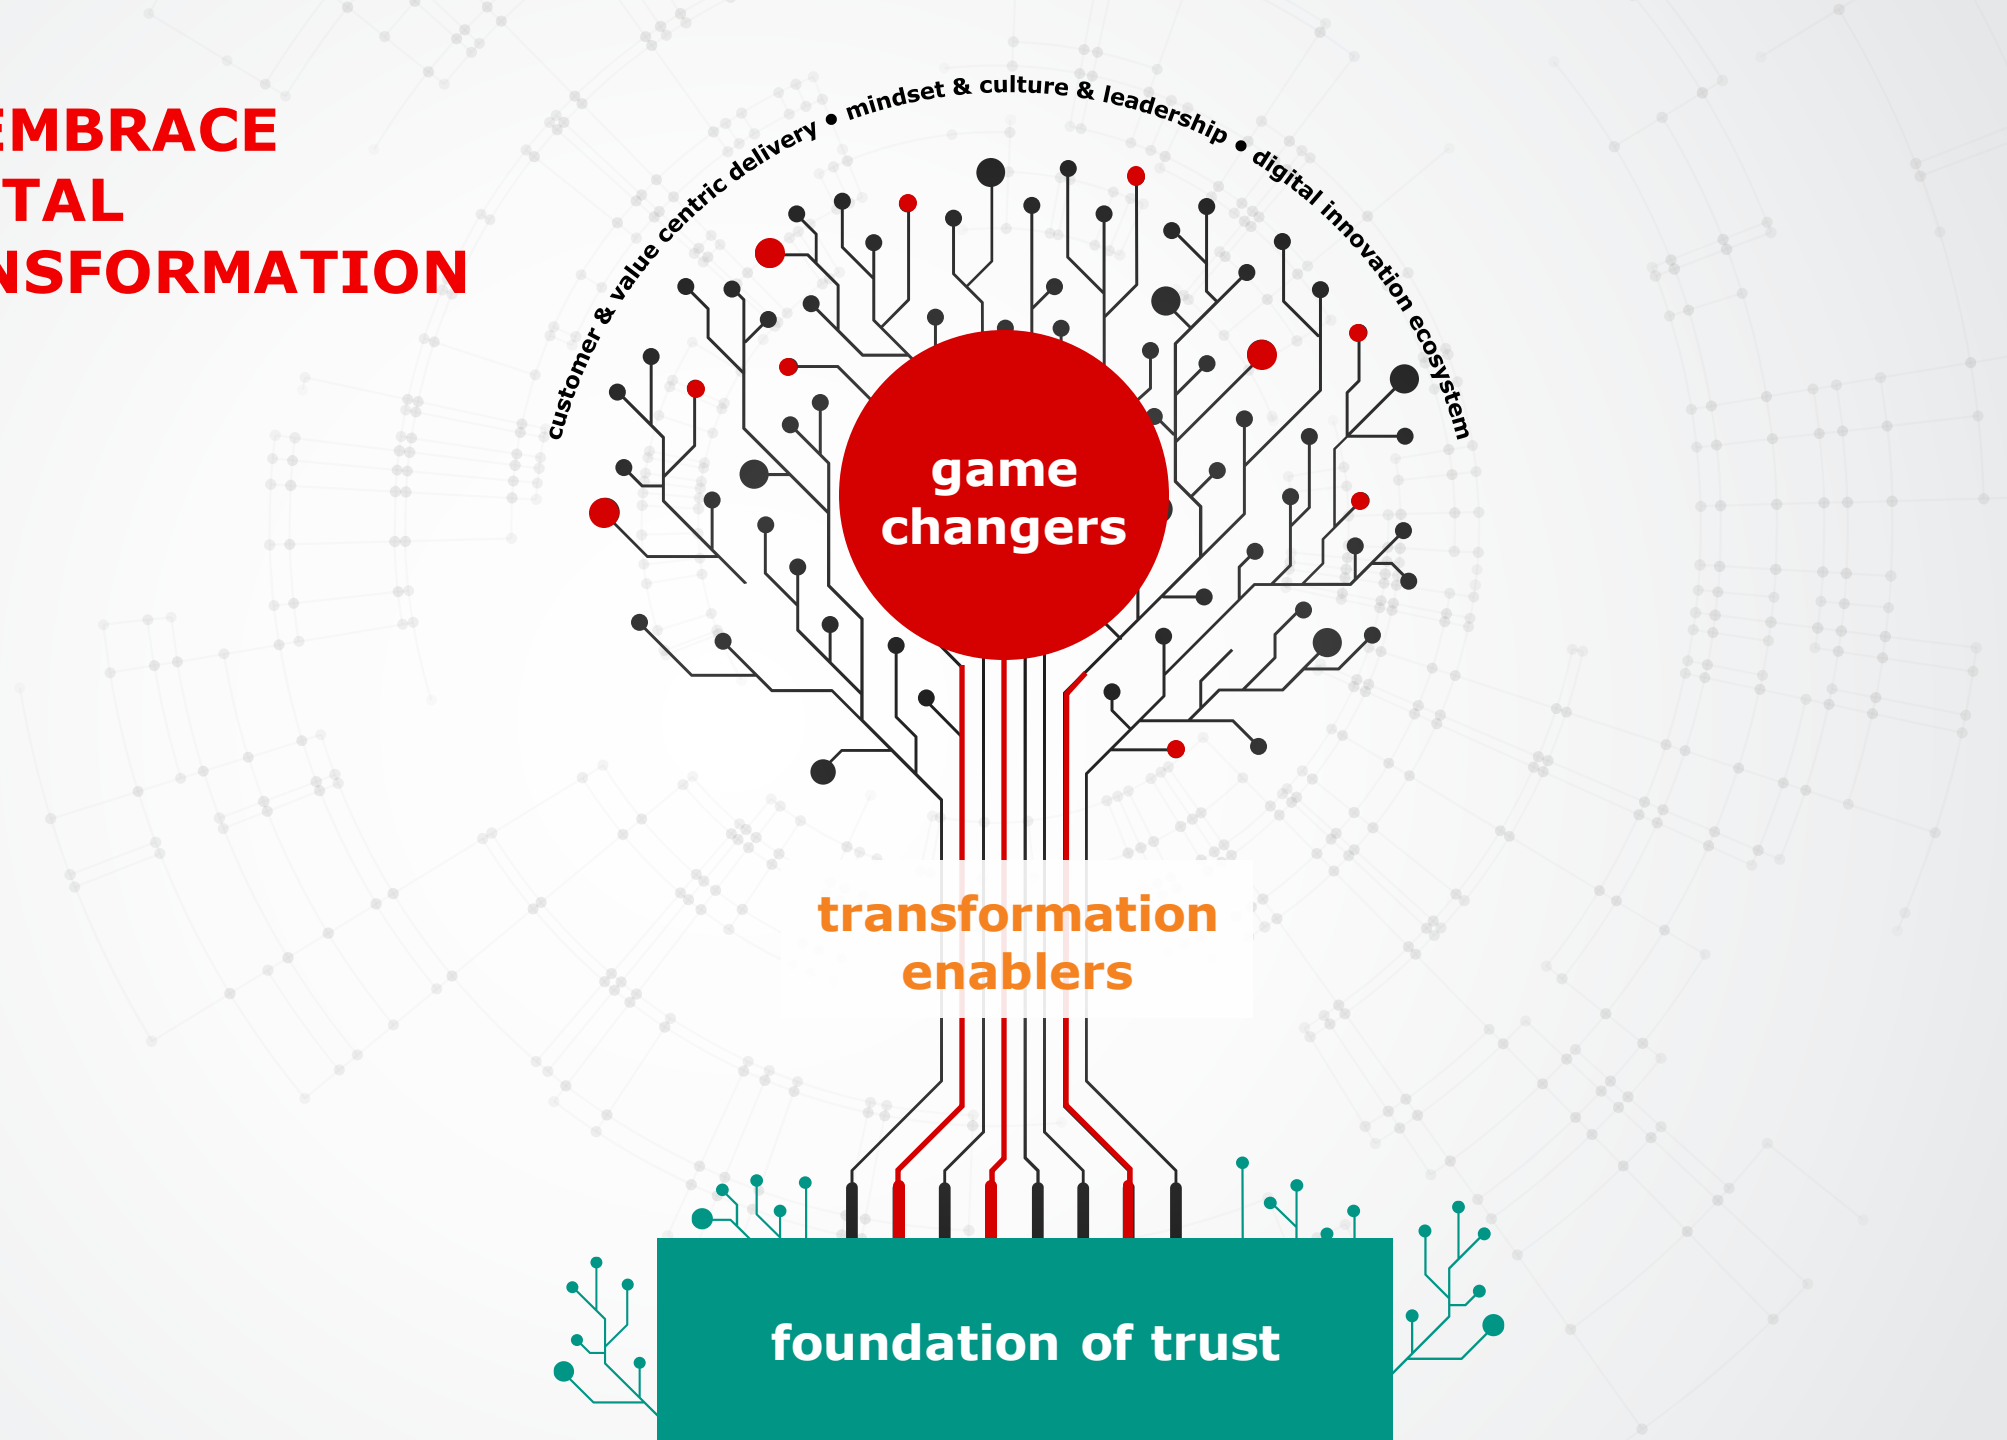 EMBRACE
TAL
NSFORMATION
customer & value centric delivery • mindset & culture & leadership • digital innovation ecosystem
game
changers
transformation
enablers
foundation of trust